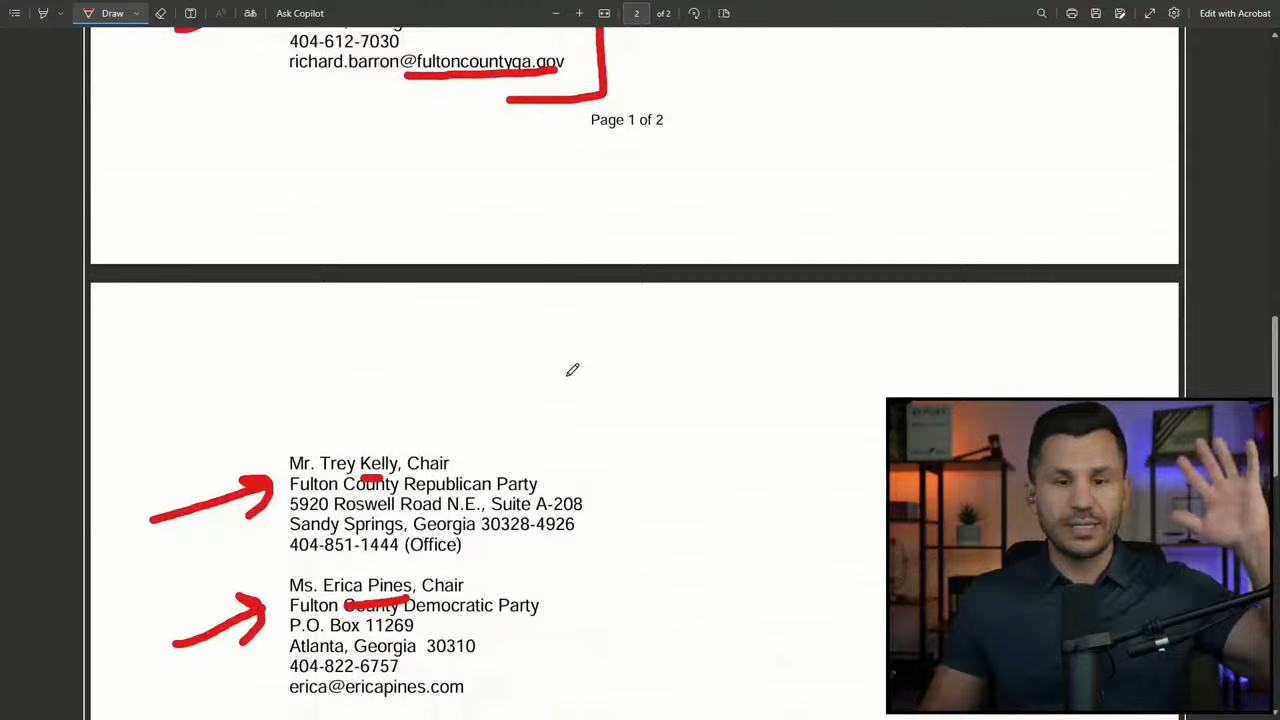 Draw
Ask Copilot
2
of 2
Edit with Acrobat
404-612-7030
richard.barron@fultoncountyga.gov
Page 1 of 2
Mr. Trey Kelly, Chair
Fulton County Republican Party
5920 Roswell Road N.E., Suite A-208
Sandy Springs, Georgia 30328-4926
404-851-1444 (Office)
Ms. Erica Pines, Chair
Fulton County Democratic Party
P.O. Box 11269
Atlanta, Georgia 30310
404-822-6757
erica@ericapines.com